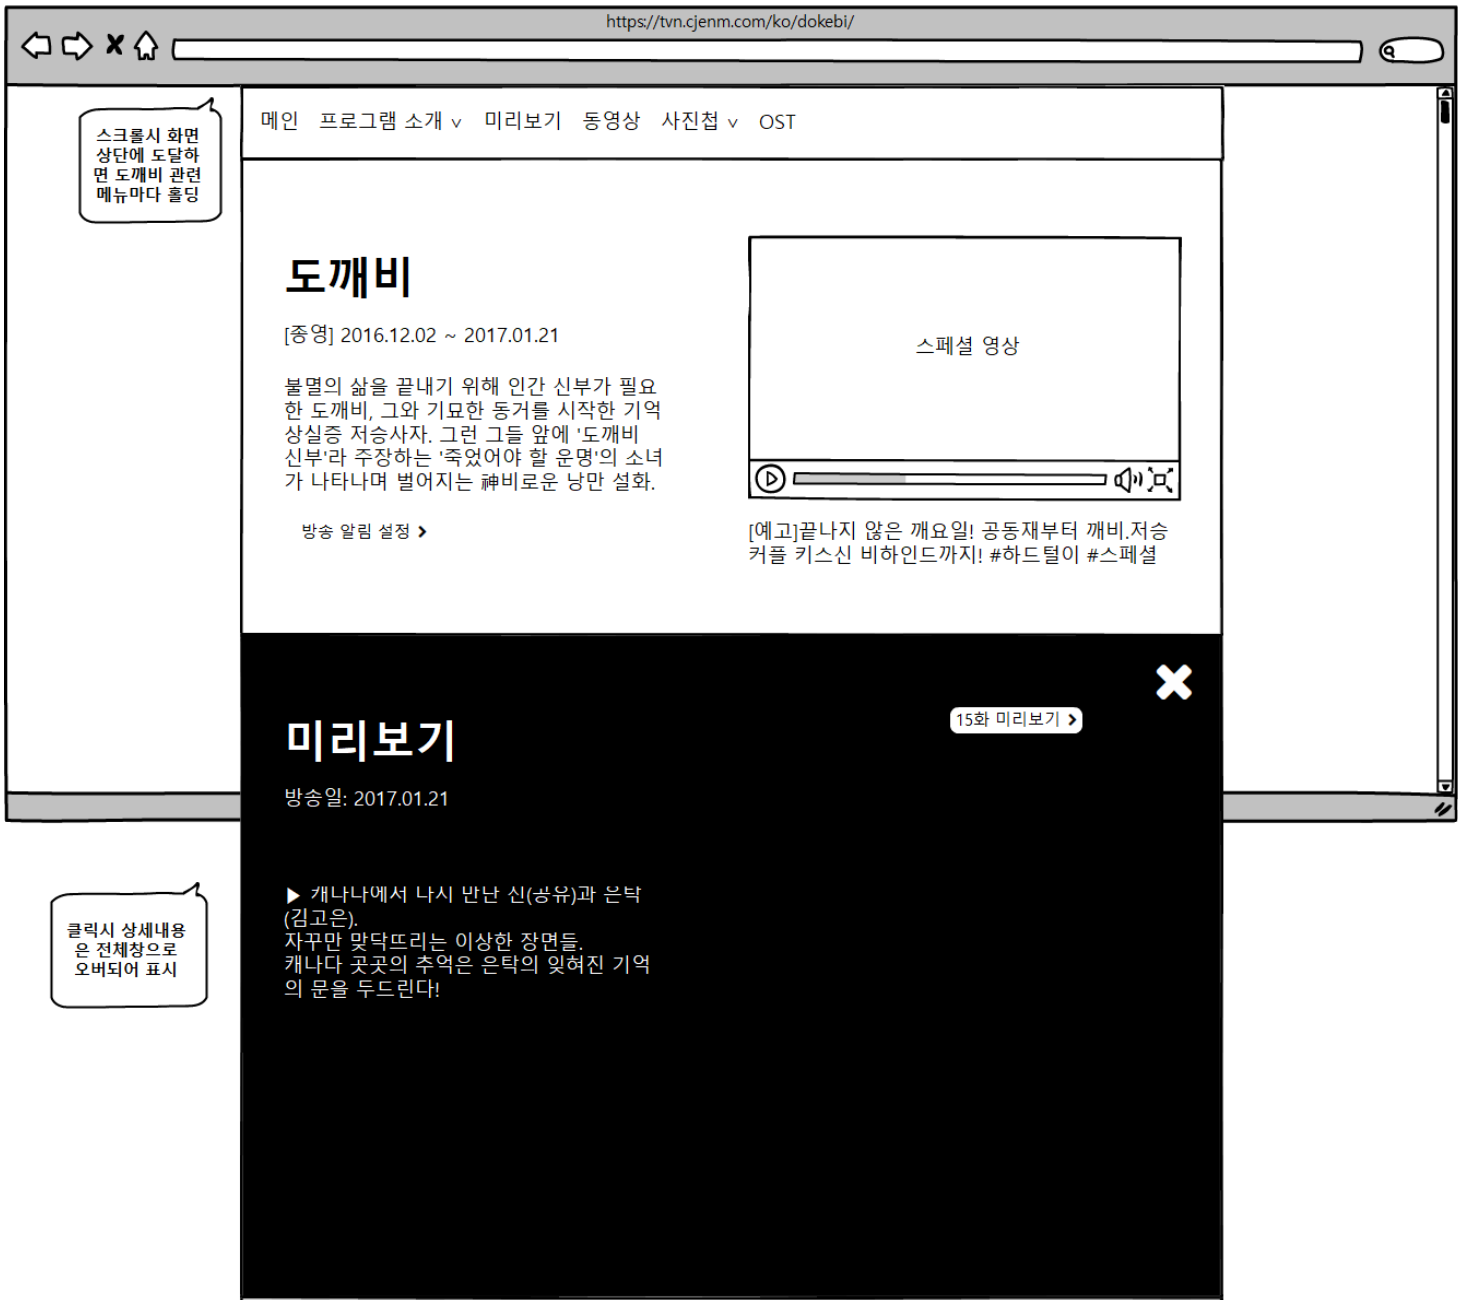 https://tvn.cjenm.com/ko/dokebi/
스크롤시 화면
상단에 도달하
면 도깨비 관련
메뉴마다 홀딩
메인 프로그램 소개 ∨ 미리보기 동영상 사진첩 ∨ OST
도깨비
[종영] 2016.12.02 ~ 2017.01.21
불멸의 삶을 끝내기 위해 인간 신부가 필요
한 도깨비, 그와 기묘한 동거를 시작한 기억
상실증 저승사자. 그런 그들 앞에 '도깨비
신부'라 주장하는 '죽었어야 할 운명'의 소녀
가 나타나며 벌어지는 神비로운 낭만 설화.
방송 알림 설정
스페셜 영상
[예고]끝나지 않은 깨요일! 공동재부터 깨비.저승
커플 키스신 비하인드까지! #하드털이 #스페셜
미리보기
15화 미리보기
방송일: 2017.01.21
▶ 캐나다에서 다시 만난 신(공유)과 은탁
(김고은).
자꾸만 맞닥뜨리는 이상한 장면들.
캐나다 곳곳의 추억은 은탁의 잊혀진 기억
의 문을 두드린다!
클릭시 상세내용
은 전체창으로
오버되어 표시